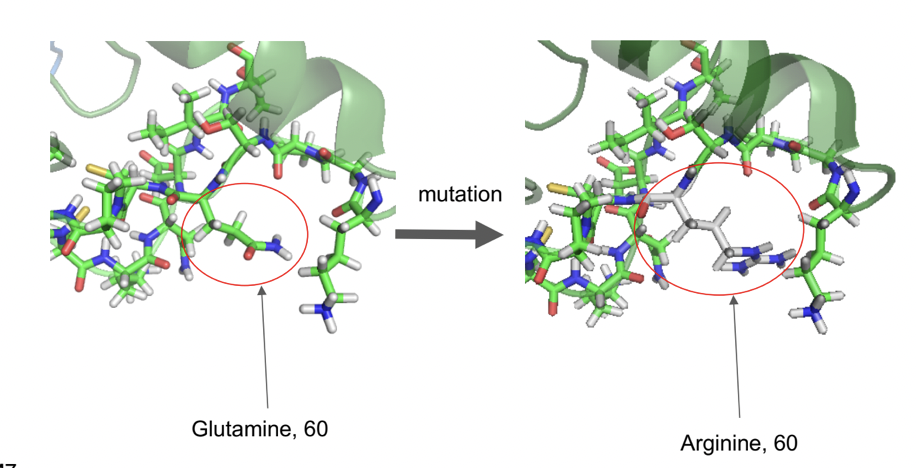 mutation
Glutamine, 60
Arginine, 60